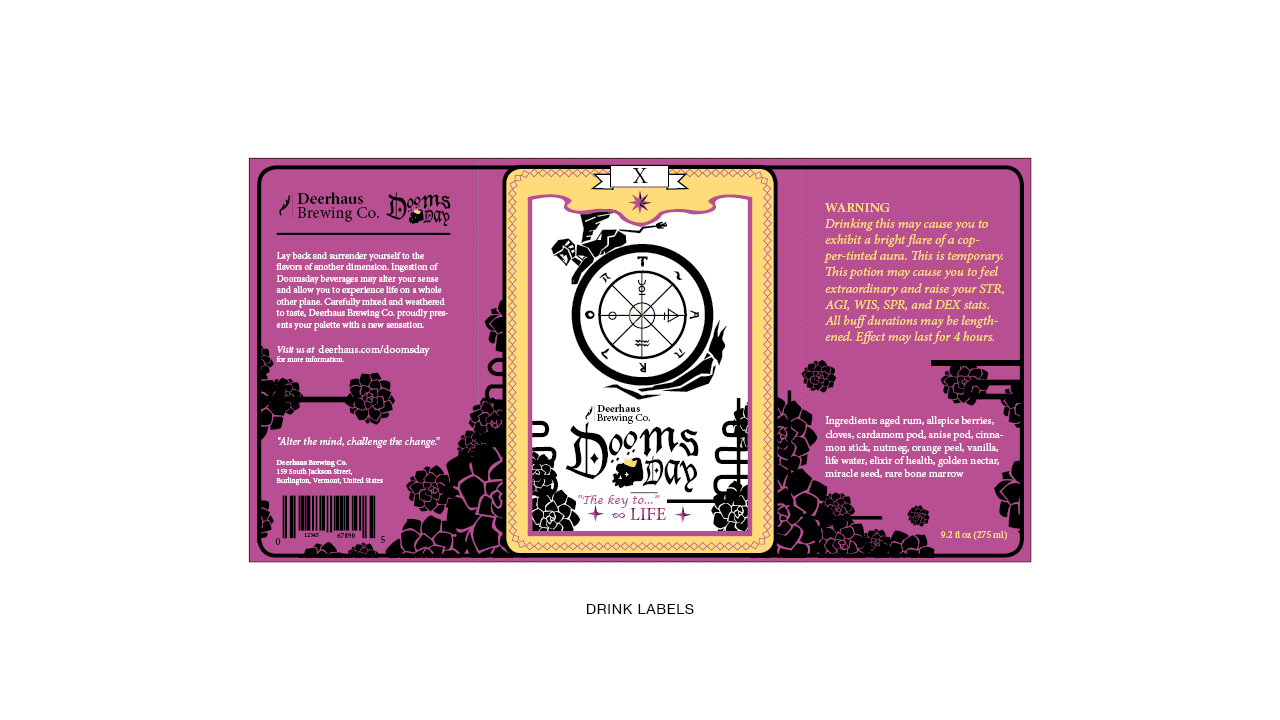 Deerhaus
Brewing Co.
Dooms
Day
Lay back and surrender yourself to the
flavors of another dimension. Ingestion of
Doomsday beverages may alter your sense
and allow you to experience life on a whole
other plane. Carefully mixed and weathered
to taste, Deerhaus Brewing Co. proudly pres-
ents your palette with a new sensation.
Visit us at deerhaus.com/doomsday
for more information.
"Alter the mind, challenge the change."
Deerhaus Brewing Co.
159 South Jackson Street,
Burlington, Vermont, United States
0 12345 67890 5
X
T A R O
Deerhaus
Brewing Co.
Dooms
Day
"The key to..."
∞ LIFE
WARNING
Drinking this may cause you to
exhibit a bright flare of a cop-
per-tinted aura. This is temporary.
This potion may cause you to feel
extraordinary and raise your STR,
AGI, WIS, SPR, and DEX stats.
All buff durations may be length-
ened. Effect may last for 4 hours.
Ingredients: aged rum, allspice berries,
cloves, cardamom pod, anise pod, cinna-
mon stick, nutmeg, orange peel, vanilla,
life water, elixir of health, golden nectar,
miracle seed, rare bone marrow
9.2 fl oz (275 ml)
DRINK LABELS